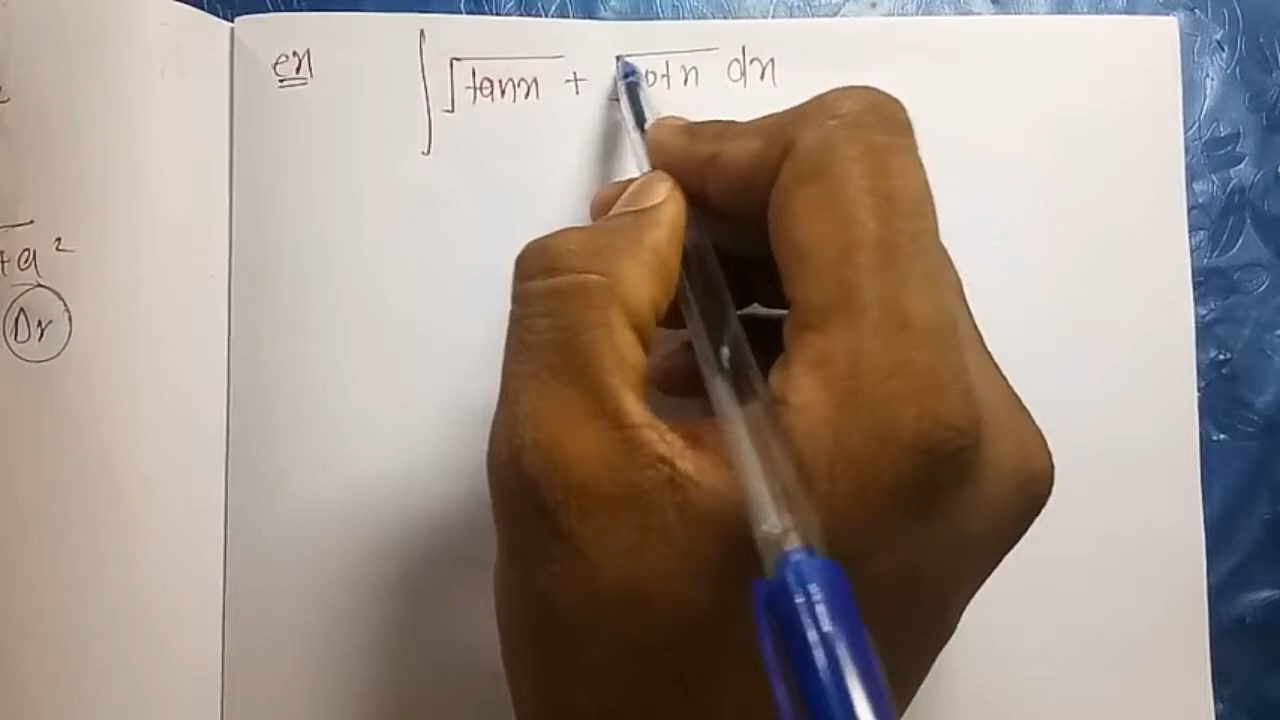 ex ∫ √tanx + √cotx dx
+a²
Dr